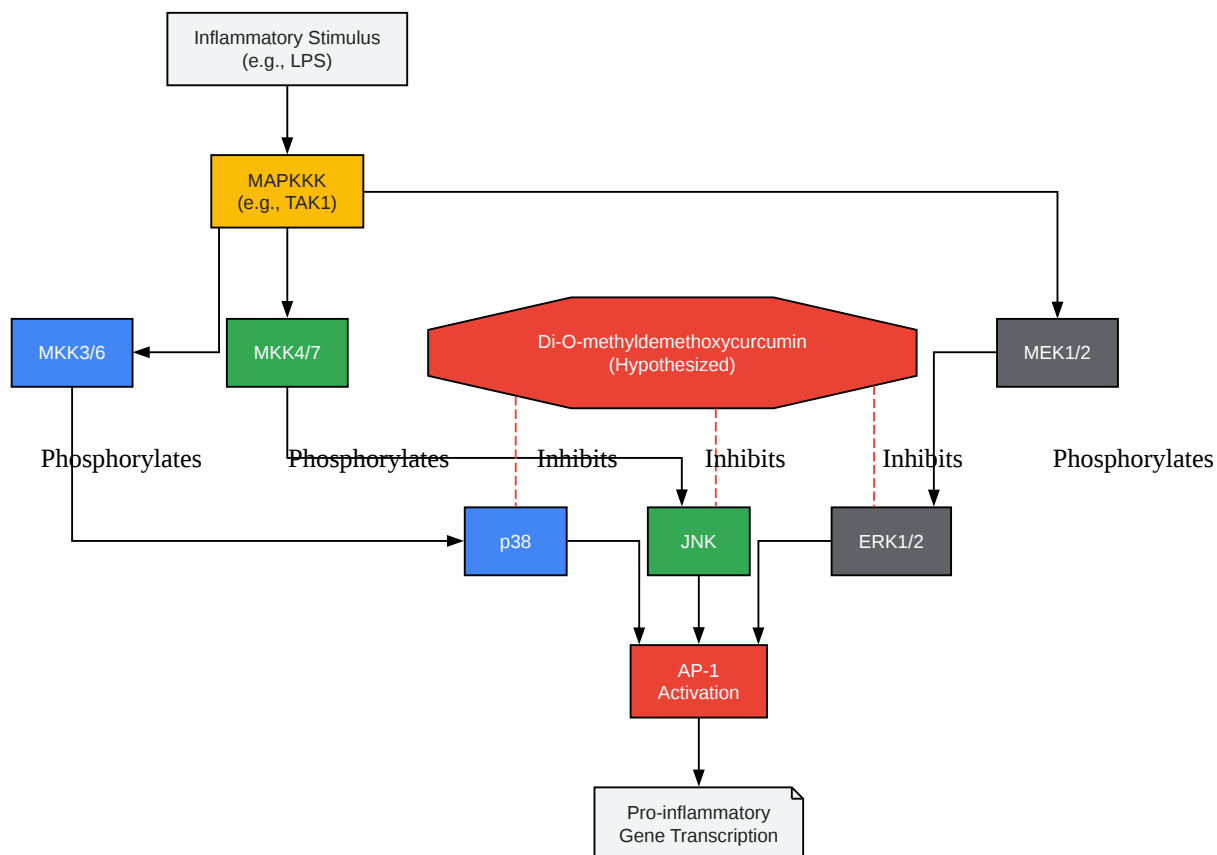 Inflammatory Stimulus
(e.g., LPS)
MAPKKK
(e.g., TAK1)
MKK3/6
MKK4/7
Di-O-methyldemethoxycurcumin
(Hypothesized)
MEK1/2
Phosphorylates
Phosphorylates
Inhibits
Inhibits
Inhibits
Phosphorylates
p38
JNK
ERK1/2
AP-1
Activation
Pro-inflammatory
Gene Transcription